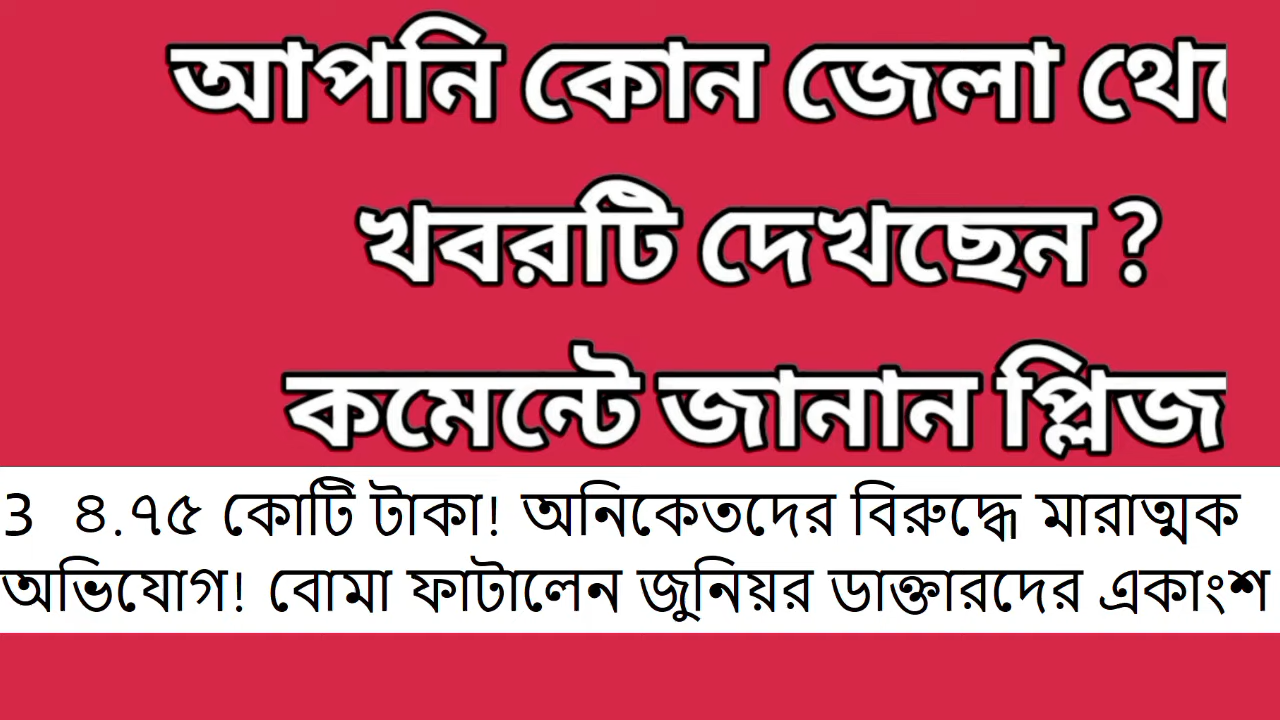 আপনি কোন জেলা থেকে
খবরটি দেখছেন ?
কমেন্টে জানান প্লিজ
3 ৪.৭৫ কোটি টাকা! অনিকেতদের বিরুদ্ধে মারাত্মক
অভিযোগ! বোমা ফাটালেন জুনিয়র ডাক্তারদের একাংশ